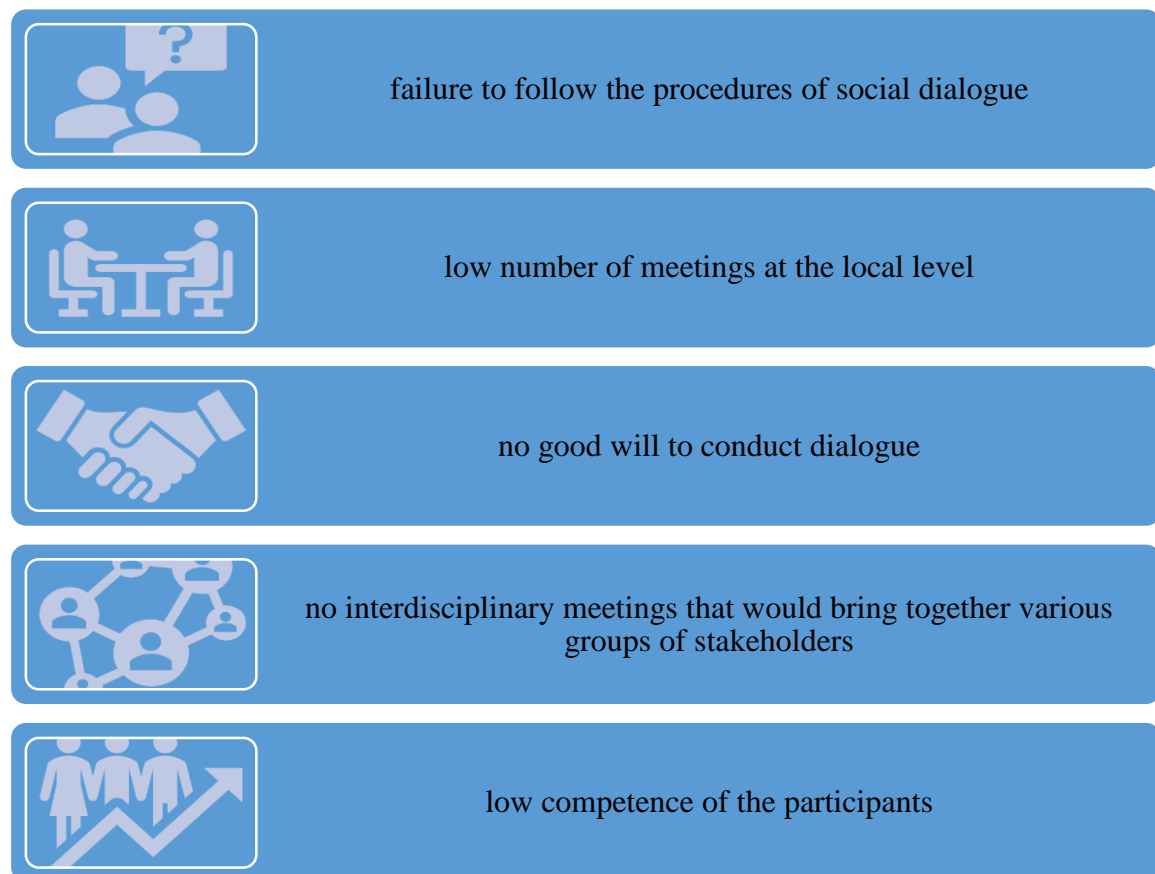 ?
failure to follow the procedures of social dialogue
low number of meetings at the local level
no good will to conduct dialogue
no interdisciplinary meetings that would bring together various
groups of stakeholders
low competence of the participants